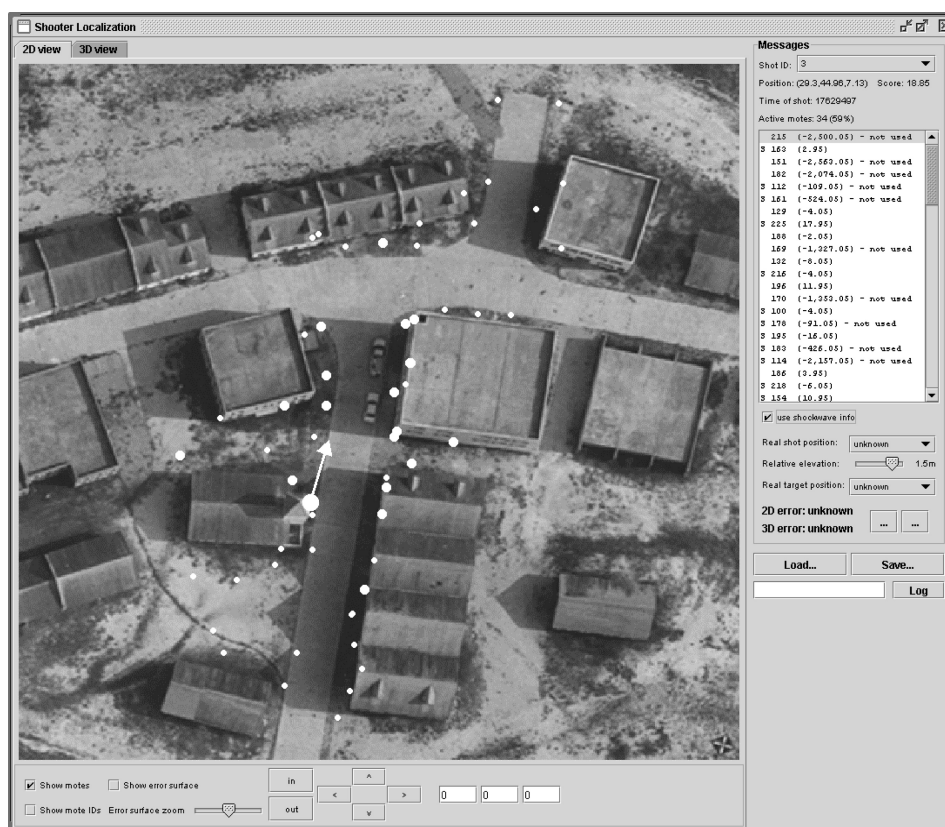 Shooter Localization
2D view 3D view
Messages
Shot ID: 3
Position: (29.3,44.96,7.13) Score: 18.85
Time of shot: 17629497
Active motes: 34 (59%)
215 (-2,500.05) - not used
S 163 (2.95)
151 (-2,563.05) - not used
182 (-2,074.05) - not used
S 112 (-109.05) - not used
S 161 (-524.05) - not used
129 (-4.05)
S 225 (17.95)
188 (-2.05)
169 (-1,327.05) - not used
132 (-8.05)
S 216 (-4.05)
196 (11.95)
170 (-1,353.05) - not used
S 100 (-4.05)
S 178 (-91.05) - not used
S 195 (-16.05)
S 183 (-426.05) - not used
S 114 (-2,157.05) - not used
186 (3.95)
S 218 (-6.05)
S 154 (10.95)
use shockwave info
Real shot position: unknown
Relative elevation: 1.5m
Real target position: unknown
2D error: unknown
3D error: unknown
... ...
Load... Save...
Log
Show motes Show error surface
Show mote IDs Error surface zoom
in
out
< ^ v >
0 0 0